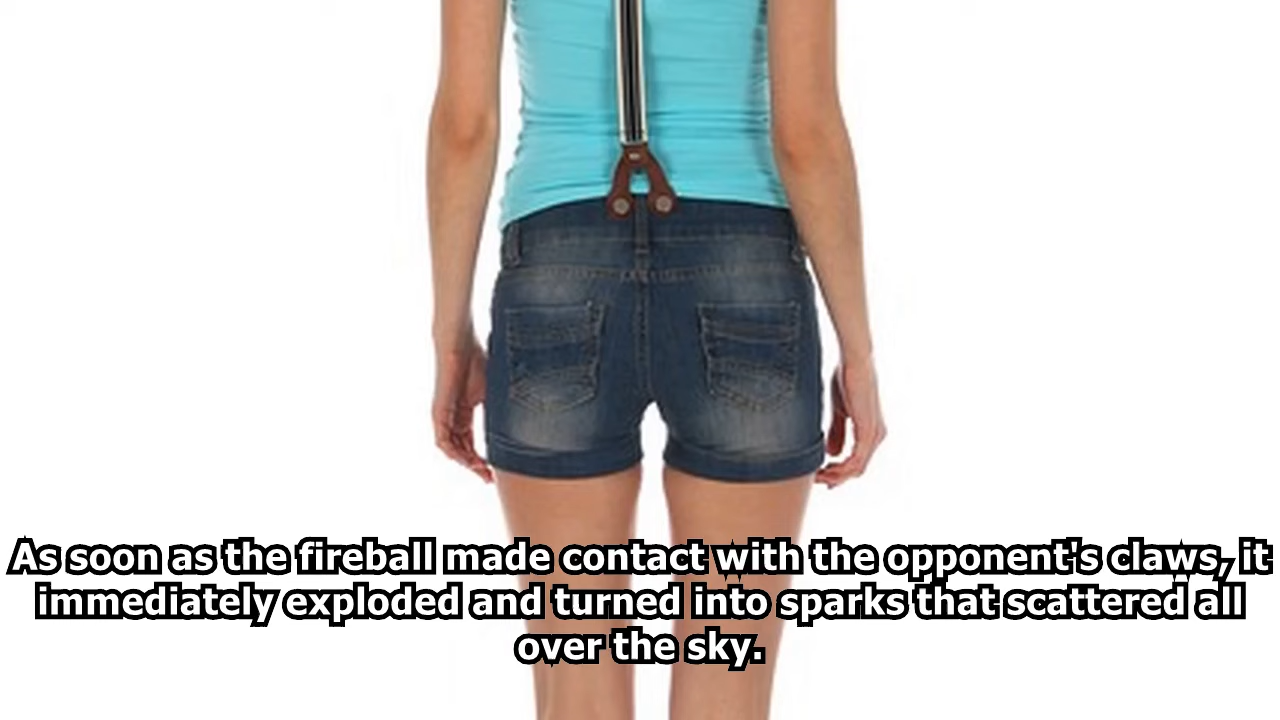 As soon as the fireball made contact with the opponent's claws, it
immediately exploded and turned into sparks that scattered all
over the sky.